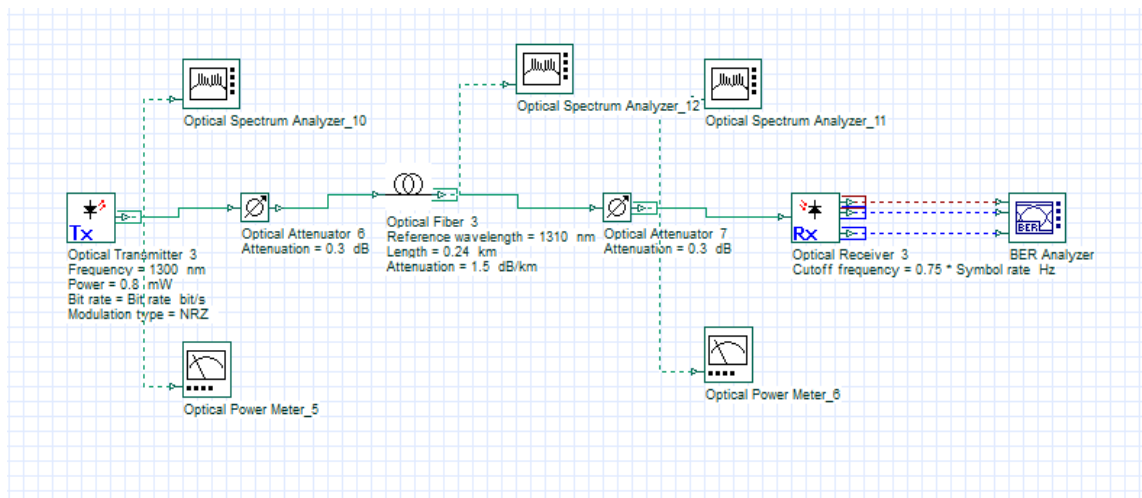 Optical Spectrum Analyzer_10
Optical Spectrum Analyzer_12
Optical Spectrum Analyzer_11
Tx
Optical Transmitter 3
Frequency = 1300 nm
Power = 0.8 mW
Bit rate = Bit rate bit/s
Modulation type = NRZ
Optical Attenuator 6
Attenuation = 0.3 dB
Optical Fiber 3
Reference wavelength = 1310 nm
Length = 0.24 km
Attenuation = 1.5 dB/km
Optical Attenuator 7
Attenuation = 0.3 dB
Rx
Optical Receiver 3
Cutoff frequency = 0.75 * Symbol rate Hz
BER
BER Analyzer
Optical Power Meter_5
Optical Power Meter_6